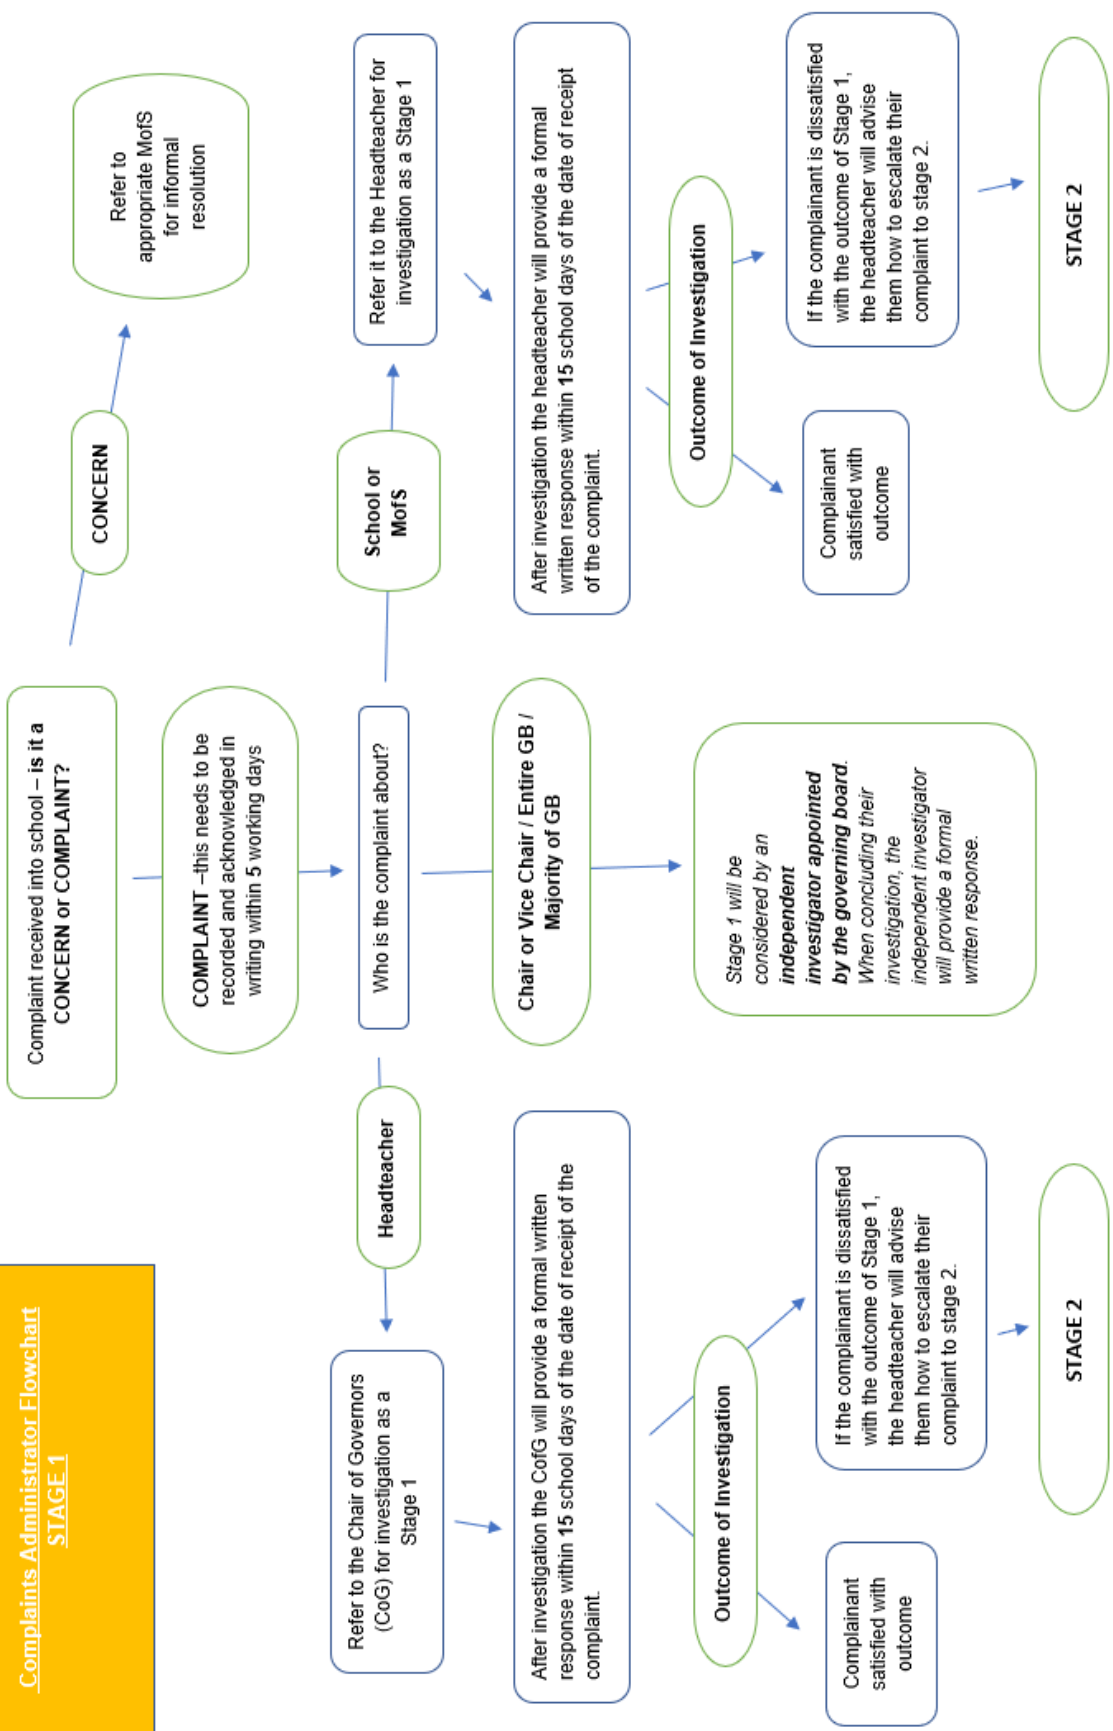 Complaints Administrator Flowchart
STAGE 1
Complaint received into school – is it a
CONCERN or COMPLAINT?
CONCERN
Refer to
appropriate MofS
for informal
resolution
COMPLAINT –this needs to be
recorded and acknowledged in
writing within 5 working days
Who is the complaint about?
Headteacher
Refer to the Chair of Governors
(CoG) for investigation as a
Stage 1
After investigation the CofG will provide a formal written
response within 15 school days of the date of receipt of the
complaint.
Outcome of Investigation
Complainant
satisfied with
outcome
If the complainant is dissatisfied
with the outcome of Stage 1,
the headteacher will advise
them how to escalate their
complaint to stage 2.
STAGE 2
Chair or Vice Chair / Entire GB /
Majority of GB
Stage 1 will be
considered by an
independent
investigator appointed
by the governing board.
When concluding their
investigation, the
independent investigator
will provide a formal
written response.
School or
MofS
Refer it to the Headteacher for
investigation as a Stage 1
After investigation the headteacher will provide a formal
written response within 15 school days of the date of receipt
of the complaint.
Outcome of Investigation
Complainant
satisfied with
outcome
If the complainant is dissatisfied
with the outcome of Stage 1,
the headteacher will advise
them how to escalate their
complaint to stage 2.
STAGE 2